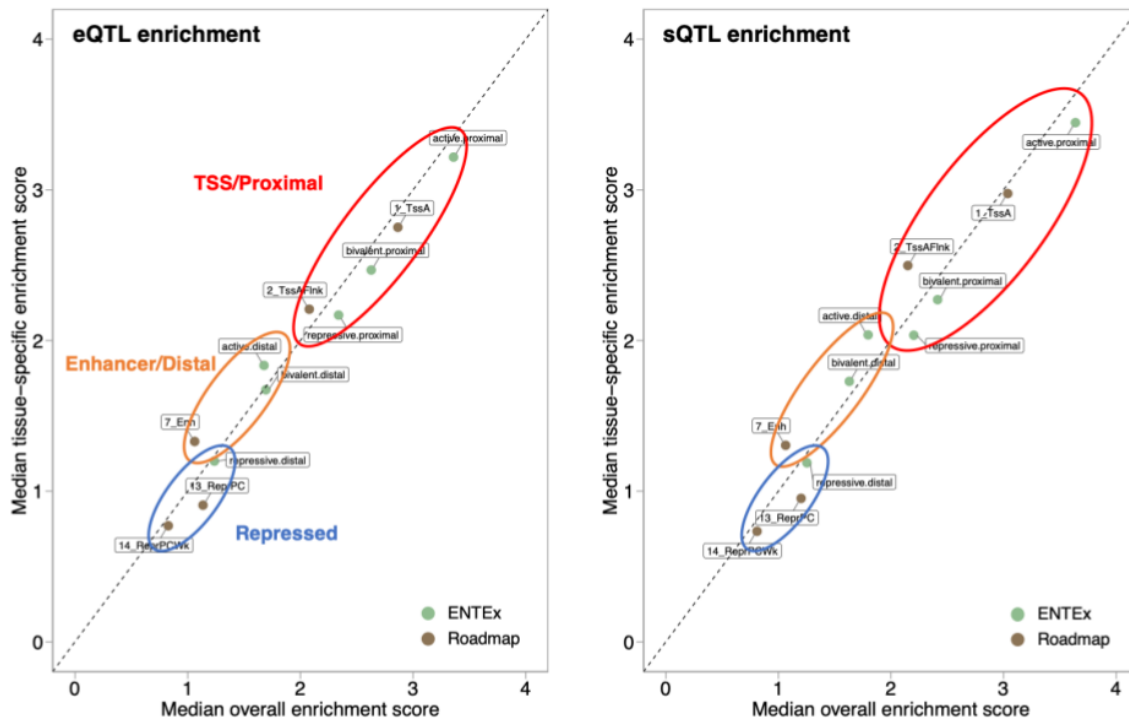 eQTL enrichment
4
3
2
1
0
Median tissue-specific enrichment score
active.proximal
TSS/Proximal
1_TssA
bivalent.proximal
2_TssAFlnk
repressive.proximal
active.distal
Enhancer/Distal
bivalent.distal
7_Enh
repressive.distal
13_ReprPC
Repressed
14_ReprPCWk
ENTEx
Roadmap
0 1 2 3 4
Median overall enrichment score
sQTL enrichment
4
3
2
1
0
Median tissue-specific enrichment score
active.proximal
1_TssA
2_TssAFlnk
bivalent.proximal
active.distal
repressive.proximal
bivalent.distal
7_Enh
repressive.distal
13_ReprPC
14_ReprPCWk
ENTEx
Roadmap
0 1 2 3 4
Median overall enrichment score